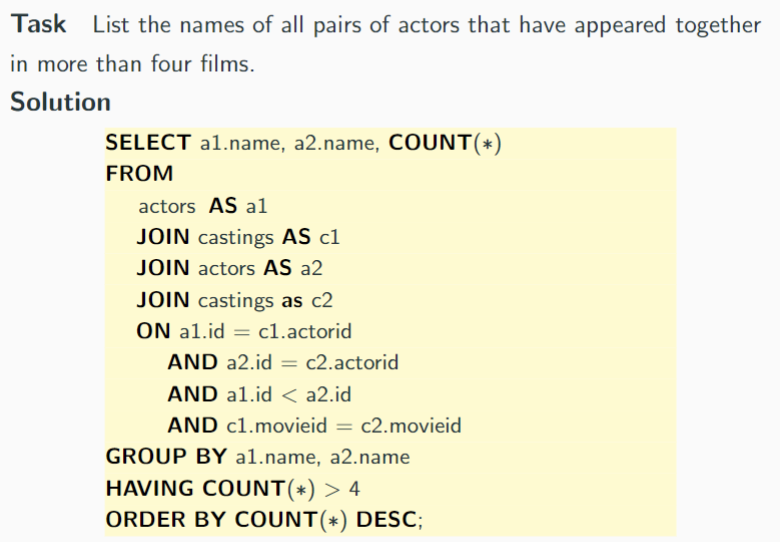 Task List the names of all pairs of actors that have appeared together
in more than four films.
Solution
SELECT a1.name, a2.name, COUNT(*)
FROM
actors AS a1
JOIN castings AS c1
JOIN actors AS a2
JOIN castings as c2
ON a1.id = c1.actorid
AND a2.id = c2.actorid
AND a1.id < a2.id
AND c1.movieid = c2.movieid
GROUP BY a1.name, a2.name
HAVING COUNT(*) > 4
ORDER BY COUNT(*) DESC;